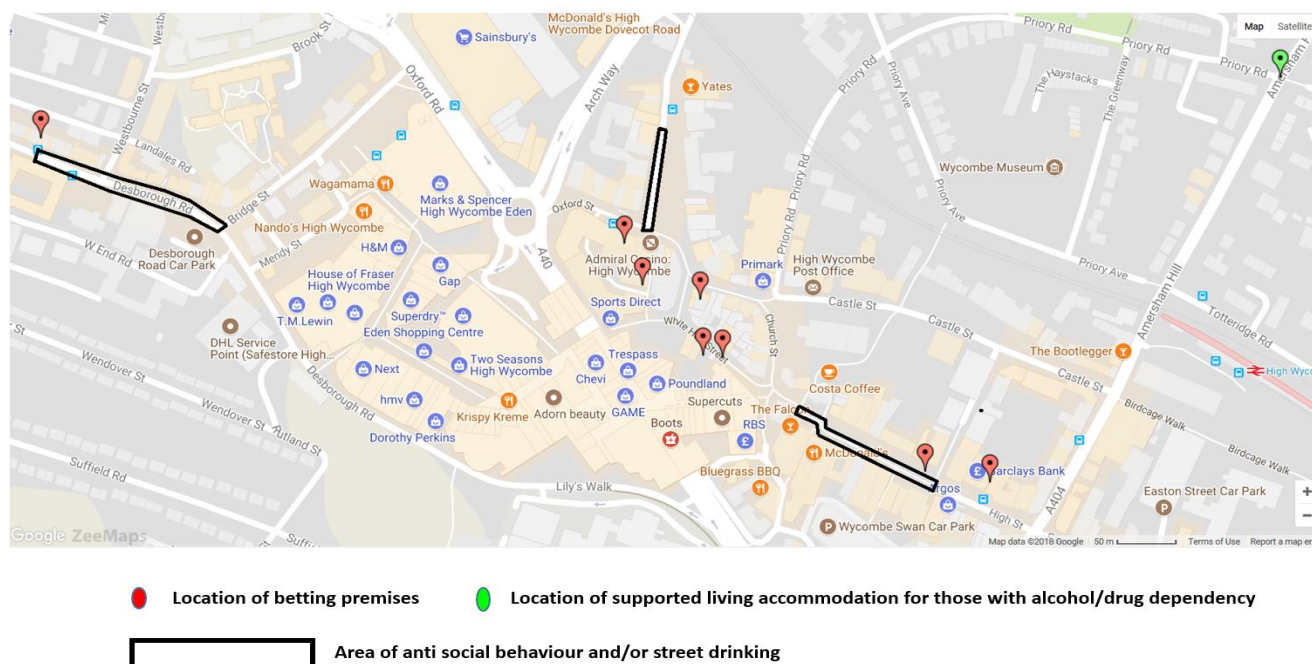 McDonald's High
Wycombe Dovecot Road
Sainsbury's
Oxford Rd
Arch Way
Yates
Priory Rd
Priory Rd
Priory Rd
Map
Satellite
The Haystacks
The Greenway
Amersham
Brook St
Westbourne St
Landales Rd
Priory Rd
Priory Ave
Wycombe Museum
Wagamama
Bridge St
Desborough Rd
Marks & Spencer
High Wycombe Eden
Nando's High Wycombe
Oxford St
Priory Rd
Priory Ave
Desborough
Road Car Park
W End Rd
Mendy St
H&M
A40
Admiral Casino:
High Wycombe
Primark
High Wycombe
Post Office
Priory Ave
Amersham Hill
Amersham Hill
Totteridge Rd
House of Fraser
High Wycombe
Gap
T.M.Lewin
Superdry™
Eden Shopping Centre
Sports Direct
White Street
Church St
Castle St
DHL Service
Point (Safestore High...
Next
Two Seasons
High Wycombe
Trespass
Chevi
Poundland
The Bootlegger
High Wyco
Castle St
Wendover St
Wendover St
Rutland St
Desborough Rd
hmv
Krispy Kreme
Adorn beauty
GAME
Supercuts
Costa Coffee
Birdcage Walk
Birdcage Walk
Dorothy Perkins
Boots
RBS
The Falcon
McDonald's
Suffield Rd
Bluegrass BBQ
Barclays Bank
A404
Lily's Walk
Argos
High St
Easton Street Car Park
Wycombe Swan Car Park
Google ZeeMaps
Map data ©2018 Google
50 m
Terms of Use
Report a map er
Location of betting premises
Location of supported living accommodation for those with alcohol/drug dependency
Area of anti social behaviour and/or street drinking